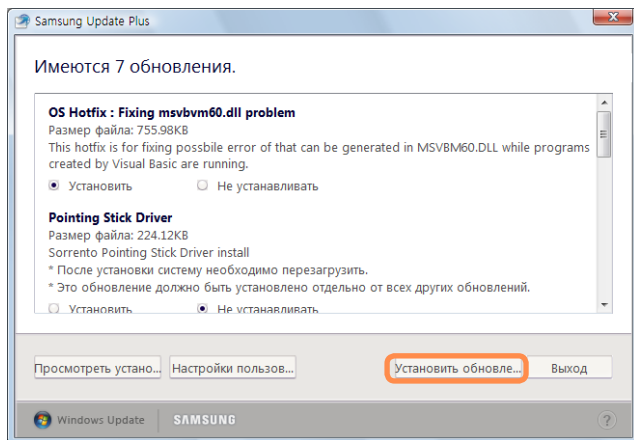 Samsung Update Plus
Имеются 7 обновления.
OS Hotfix : Fixing msvbvm60.dll problem
Размер файла: 755.98KB
This hotfix is for fixing possbile error of that can be generated in MSVBM60.DLL while programs
created by Visual Basic are running.
Установить Не устанавливать
Pointing Stick Driver
Размер файла: 224.12KB
Sorrento Pointing Stick Driver install
* После установки систему необходимо перезагрузить.
* Это обновление должно быть установлено отдельно от всех других обновлений.
Установить Не устанавливать
Просмотреть устано... Настройки пользов... Установить обновле... Выход
Windows Update SAMSUNG ?